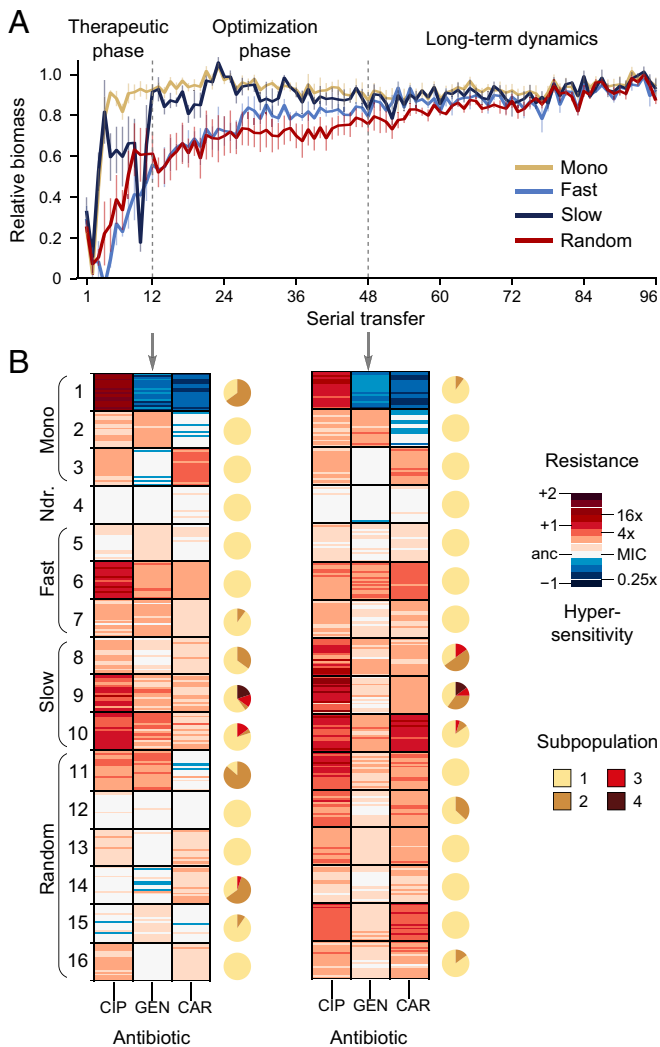 A
Therapeutic phase
Optimization phase
Long-term dynamics
Relative biomass
1.0
0.8
0.6
0.4
0.2
0
Mono
Fast
Slow
Random
1 12 24 36 48 60 72 84 96
Serial transfer
B
Mono
1
2
3
Ndr.
4
Fast
5
6
7
Slow
8
9
10
Random
11
12
13
14
15
16
CIP GEN CAR
Antibiotic
CIP GEN CAR
Antibiotic
Resistance
+2
16x
+1
4x
anc MIC
−1 0.25x
Hyper-
sensitivity
Subpopulation
1 3
2 4